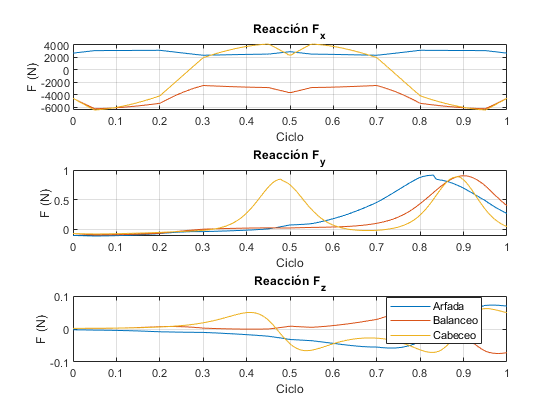 Reacción Fx
F (N)
4000
2000
0
-2000
-4000
-6000
0 0.1 0.2 0.3 0.4 0.5 0.6 0.7 0.8 0.9 1
Ciclo
Reacción Fy
F (N)
1
0.5
0
0 0.1 0.2 0.3 0.4 0.5 0.6 0.7 0.8 0.9 1
Ciclo
Reacción Fz
F (N)
0.1
0
-0.1
Arfada
Balanceo
Cabeceo
0 0.1 0.2 0.3 0.4 0.5 0.6 0.7 0.8 0.9 1
Ciclo